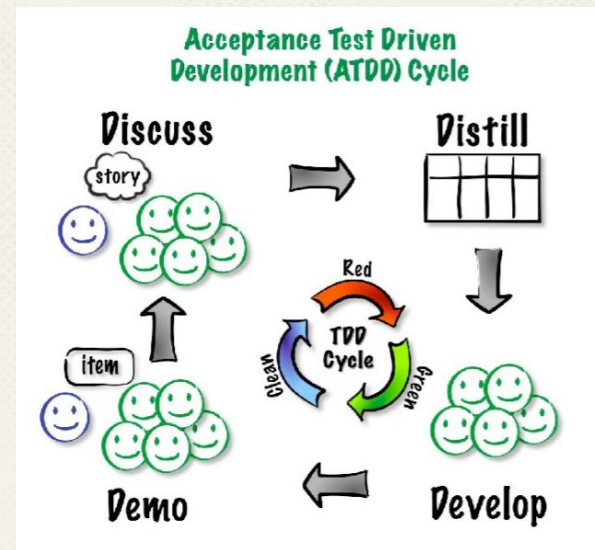 Acceptance Test Driven
Development (ATDD) Cycle
Discuss
Distill
story
Red
TDD
Cycle
Clean
Green
item
Demo
Develop